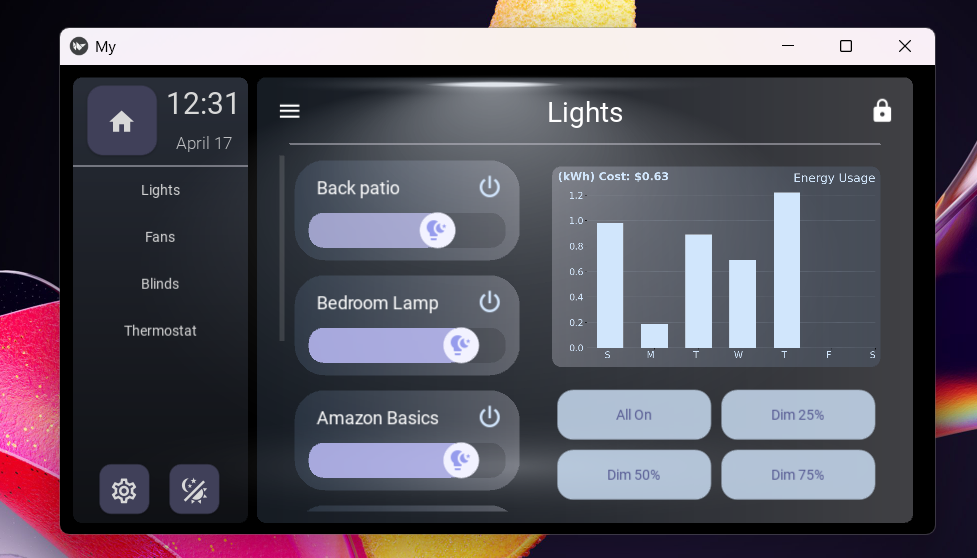 My
12:31
April 17
Lights
Fans
Blinds
Thermostat
Lights
Back patio
Bedroom Lamp
Amazon Basics
(kWh) Cost: $0.63
Energy Usage
1.2
1.0
0.8
0.6
0.4
0.2
0.0
S M T W T F S
All On
Dim 25%
Dim 50%
Dim 75%